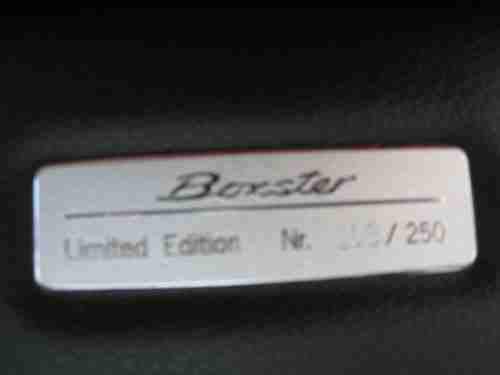 Boxster
Limited Edition Nr. / 250